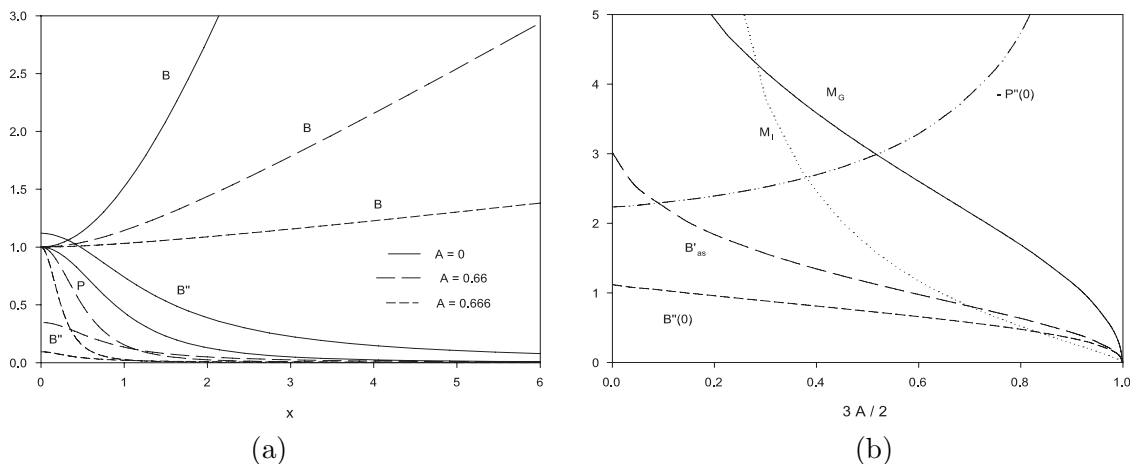 3.0
2.5
2.0
1.5
1.0
0.5
0.0
B
B
B
B"
P
B"
A = 0
A = 0.66
A = 0.666
0 1 2 3 4 5 6
x
(a)
5
4
3
2
1
0
M_G
M_I
- P"(0)
B'_as
B"(0)
0.0 0.2 0.4 0.6 0.8 1.0
3 A / 2
(b)